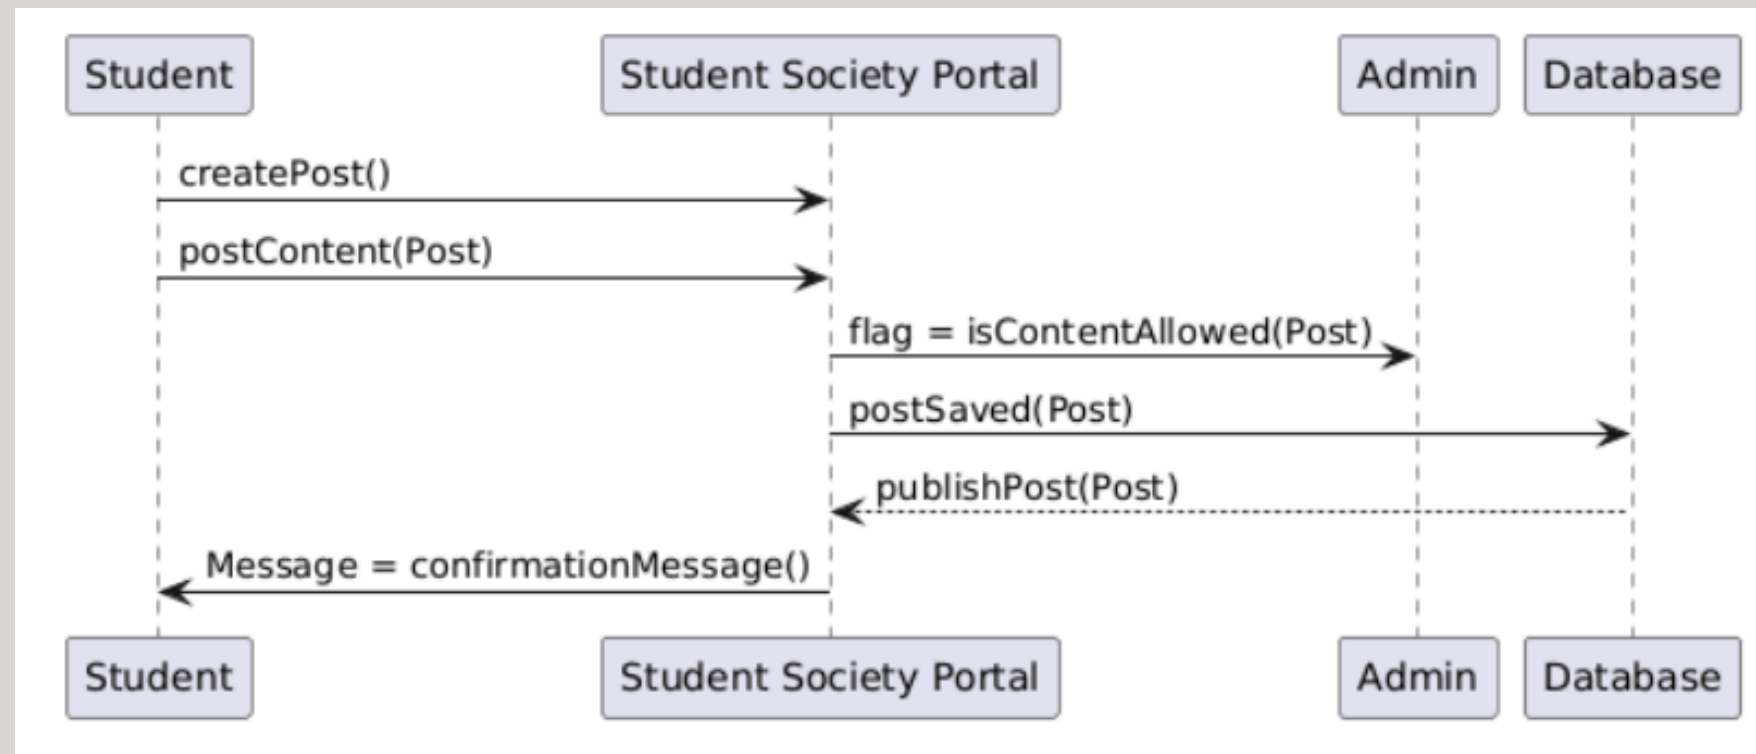 Student
Student Society Portal
Admin
Database
createPost()
postContent(Post)
flag = isContentAllowed(Post)
postSaved(Post)
publishPost(Post)
Message = confirmationMessage()
Student
Student Society Portal
Admin
Database